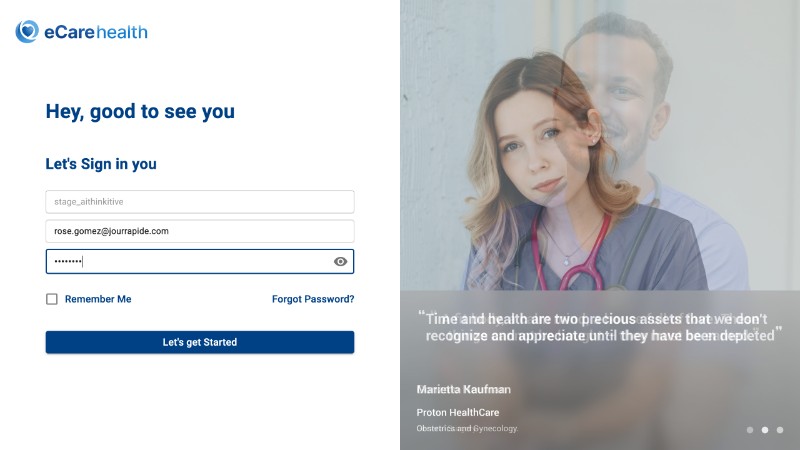 eCarehealth
Hey, good to see you
Let's Sign in you
stage_aithinkitive
rose.gomez@jourrapide.com
••••••••
Remember Me
Forgot Password?
Let's get Started
“Time and health are two precious assets that we don't
recognize and appreciate until they have been depleted”
Marietta Kaufman
Proton HealthCare
Obstetrics and Gynecology.